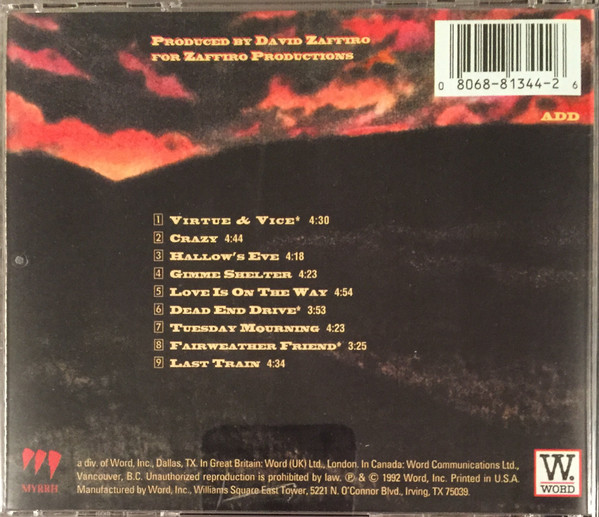 PRODUCED BY DAVID ZAFFIRO
FOR ZAFFIRO PRODUCTIONS
0 8068-81344-2 6
ADD
1 VIRTUE & VICE* 4:30
2 CRAZY 4:44
3 HALLOW'S EVE 4:18
4 GIMME SHELTER 4:23
5 LOVE IS ON THE WAY 4:54
6 DEAD END DRIVE* 3:53
7 TUESDAY MOURNING 4:23
8 FAIRWEATHER FRIEND* 3:25
9 LAST TRAIN 4:34
MYRRH
a div. of Word, Inc., Dallas, TX. In Great Britain: Word (UK) Ltd., London. In Canada: Word Communications Ltd.,
Vancouver, B.C. Unauthorized reproduction is prohibited by law. ℗ & © 1992 Word, Inc. Printed in U.S.A.
Manufactured by Word, Inc., Williams Square East Tower, 5221 N. O'Connor Blvd., Irving, TX 75039.
W.
WORD